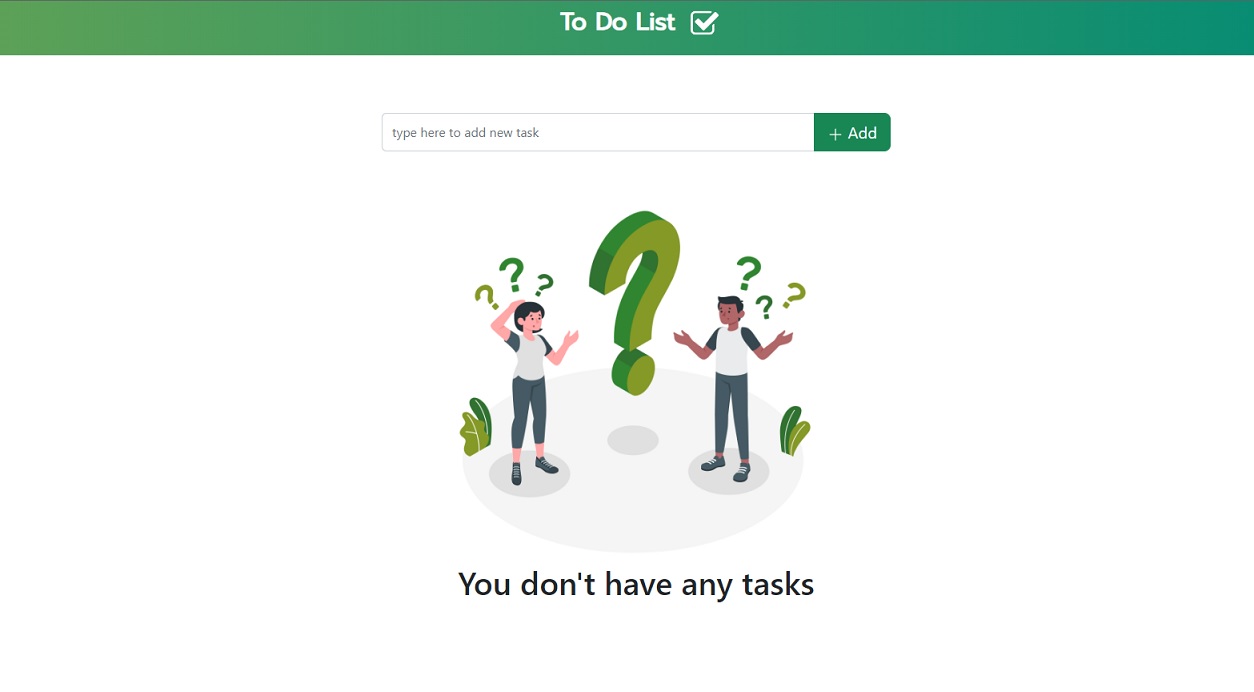 To Do List
type here to add new task
+ Add
? ? ? ? ? ? ?
You don't have any tasks